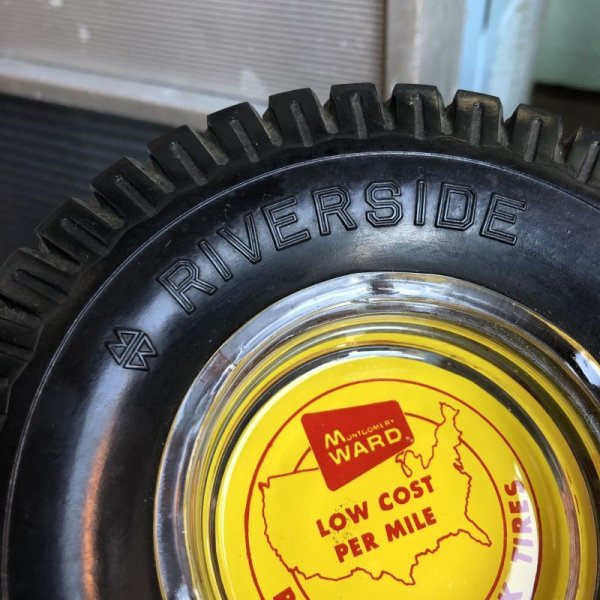 RIVERSIDE
MONTGOMERY
WARD
LOW COST
PER MILE
TIRES